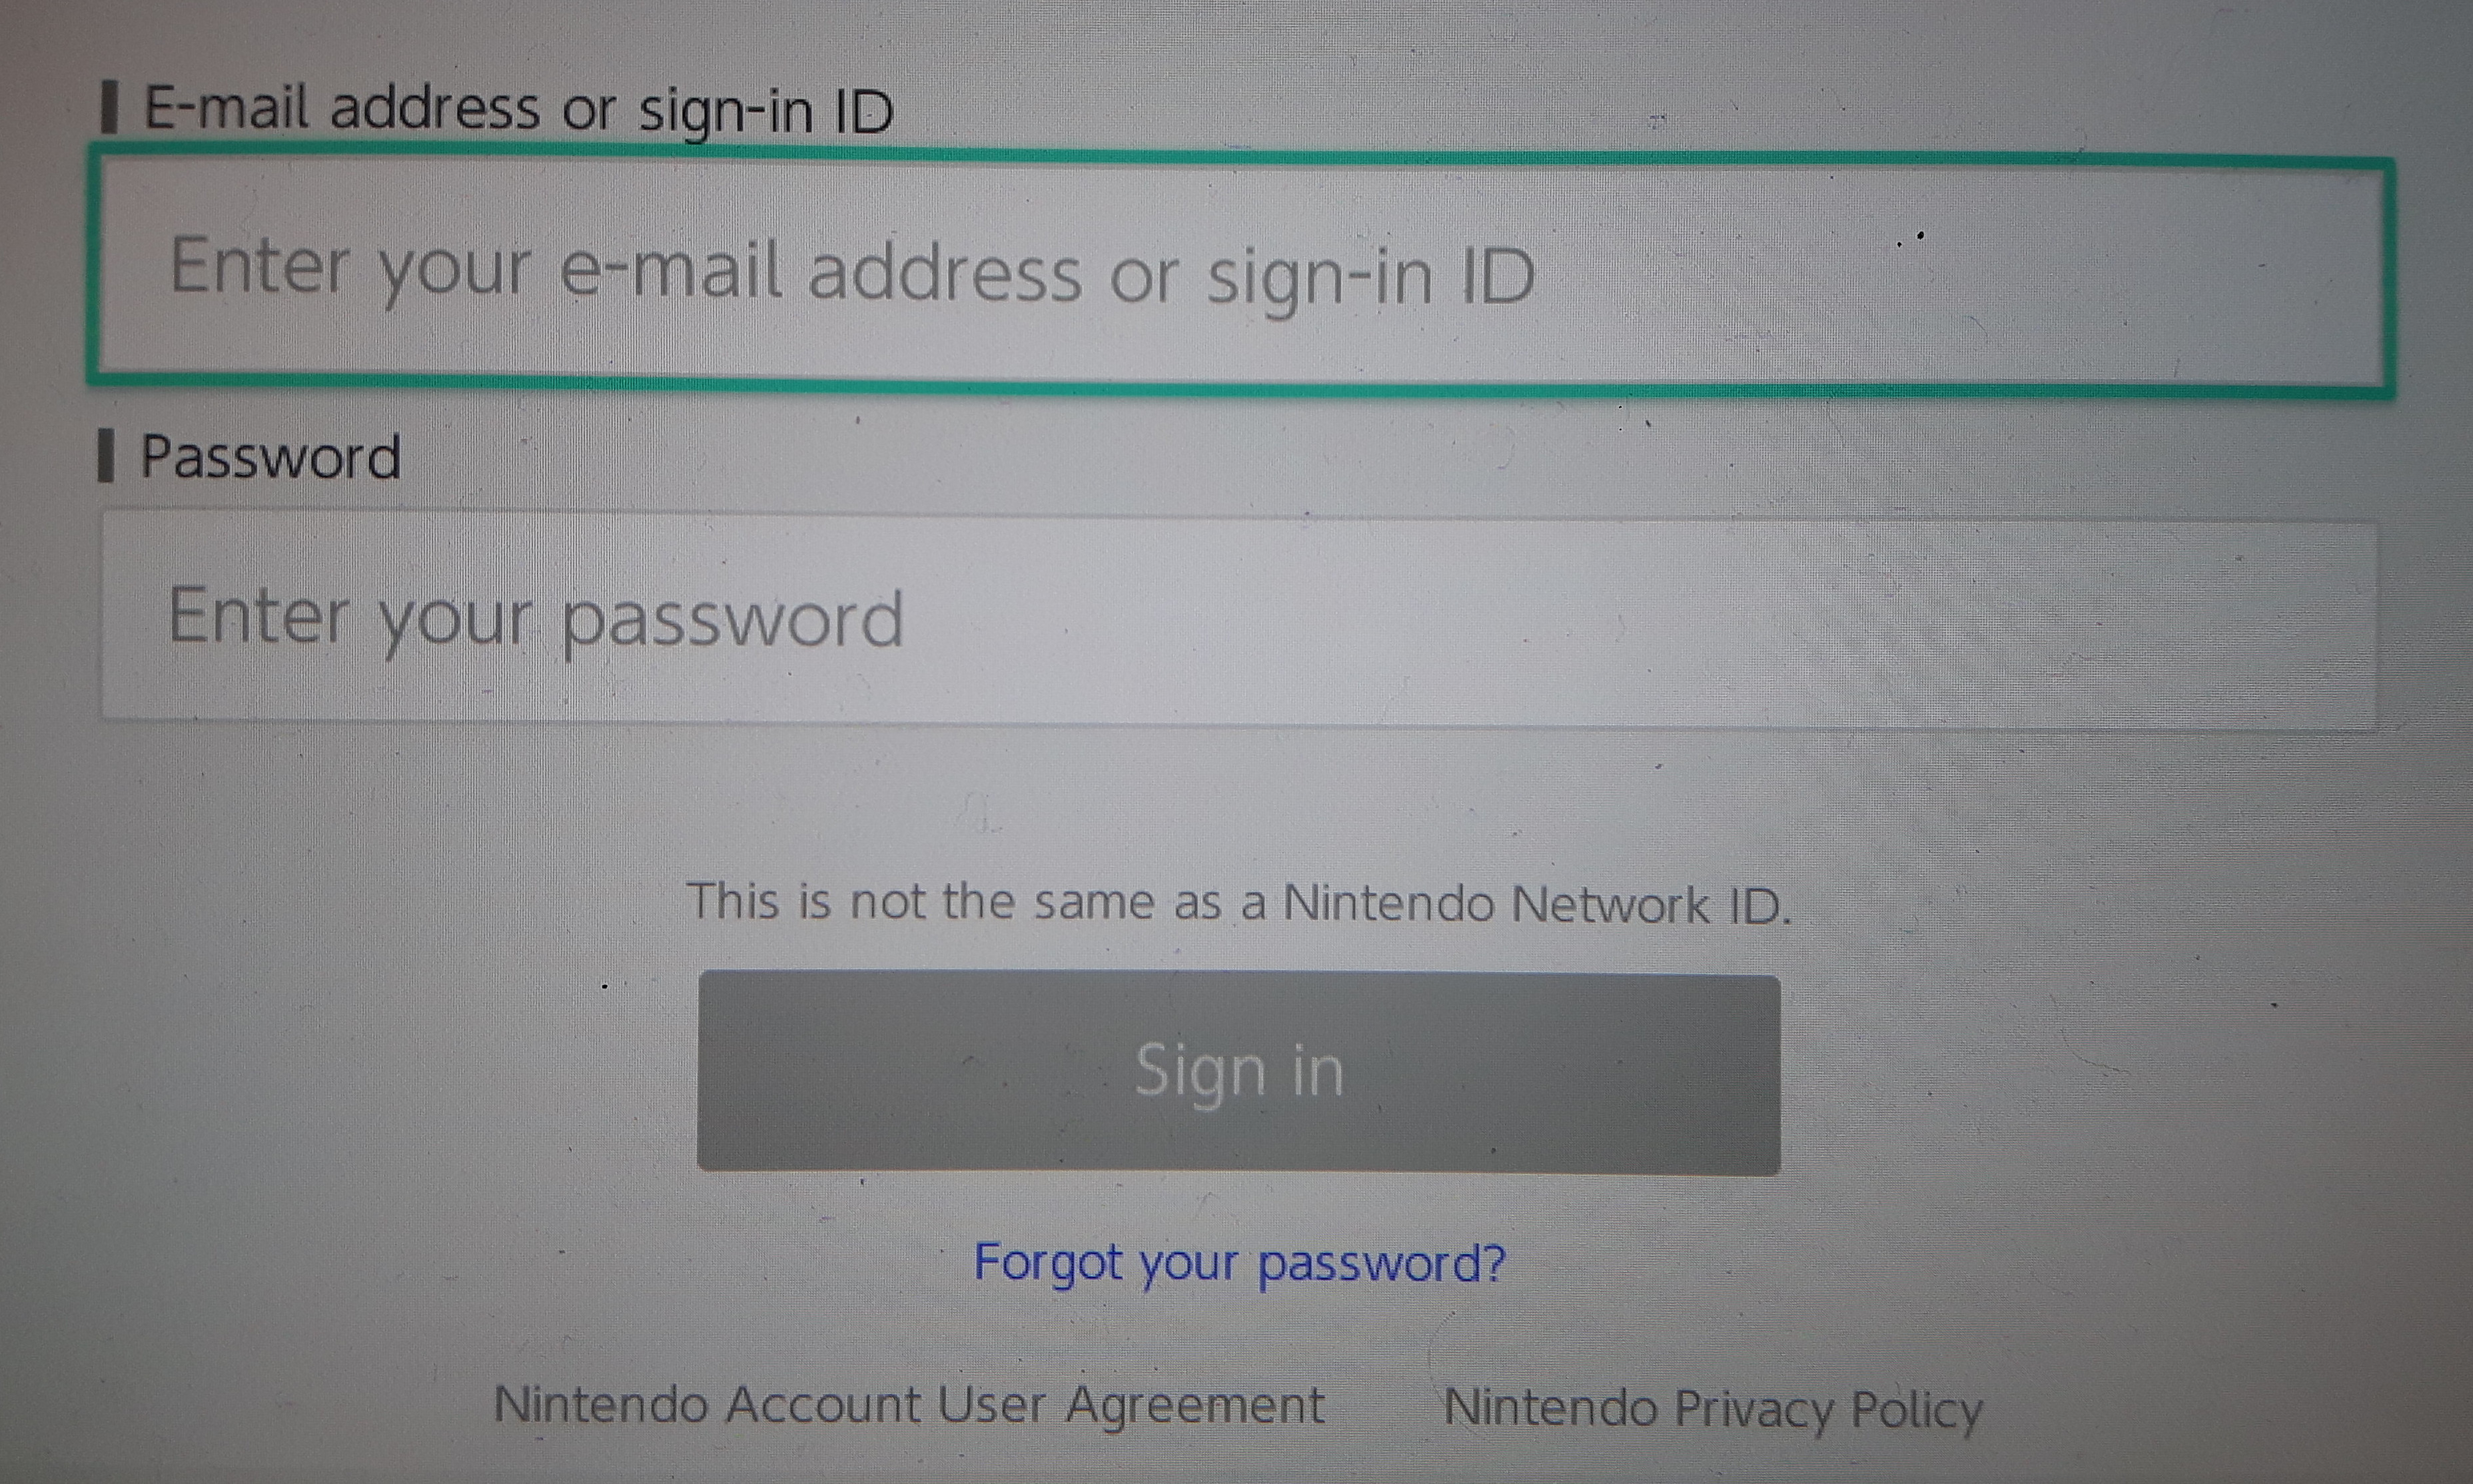 E-mail address or sign-in ID
Enter your e-mail address or sign-in ID
Password
Enter your password
This is not the same as a Nintendo Network ID.
Sign in
Forgot your password?
Nintendo Account User Agreement Nintendo Privacy Policy